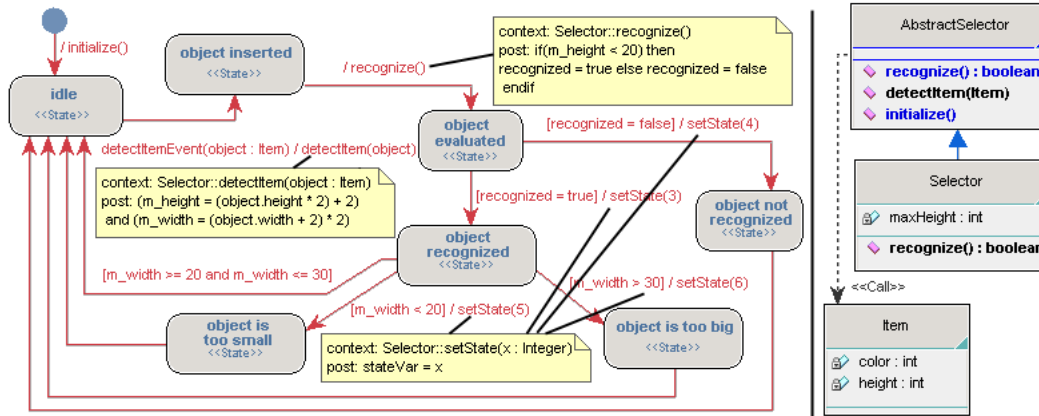 / initialize()
idle
<<State>>
object inserted
<<State>>
/ recognize()
context: Selector::recognize()
post: if(m_height < 20) then
recognized = true else recognized = false
endif
object
evaluated
<<State>>
detectItemEvent(object : Item) / detectItem(object)
context: Selector::detectItem(object : Item)
post: (m_height = (object.height * 2) + 2)
and (m_width = (object.width + 2) * 2)
[recognized = false] / setState(4)
[recognized = true] / setState(3)
object not
recognized
<<State>>
object
recognized
<<State>>
[m_width >= 20 and m_width <= 30]
[m_width < 20] / setState(5)
[m_width > 30] / setState(6)
object is
too small
<<State>>
object is too big
<<State>>
context: Selector::setState(x : Integer)
post: stateVar = x
AbstractSelector
recognize() : boolean
detectItem(Item)
initialize()
Selector
maxHeight : int
recognize() : boolean
<<Call>>
Item
color : int
height : int